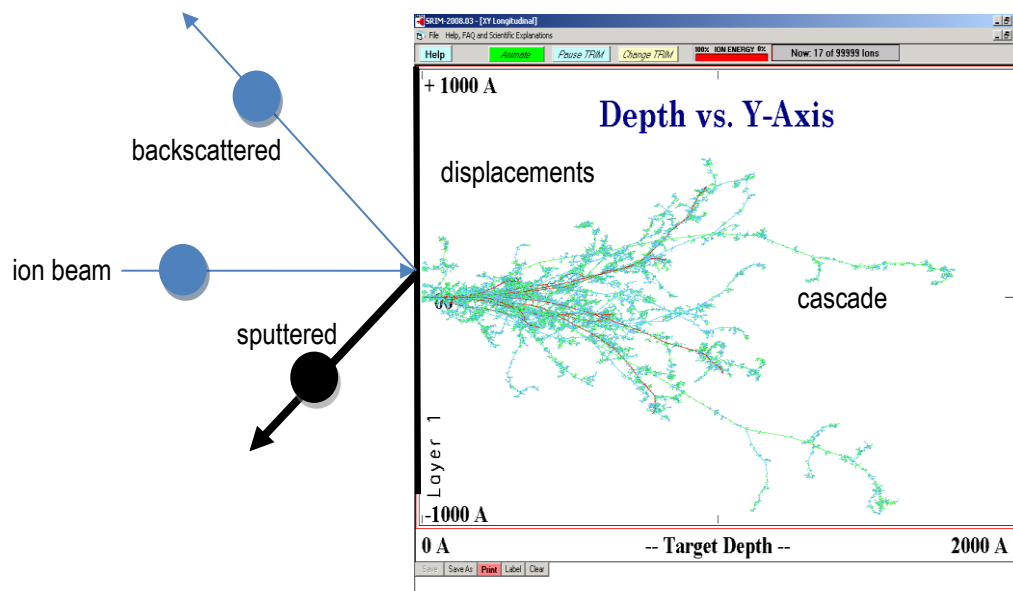 SRIM-2008.03 - [XY Longitudinal]
File Help, FAQ and Scientific Explanations
Help Animate Pause TRIM Change TRIM 100% ION ENERGY 0% Now: 17 of 99999 Ions
+ 1000 A
Depth vs. Y-Axis
backscattered
displacements
ion beam
cascade
sputtered
Layer 1
-1000 A
0 A -- Target Depth -- 2000 A
Save Save As Print Label Clear